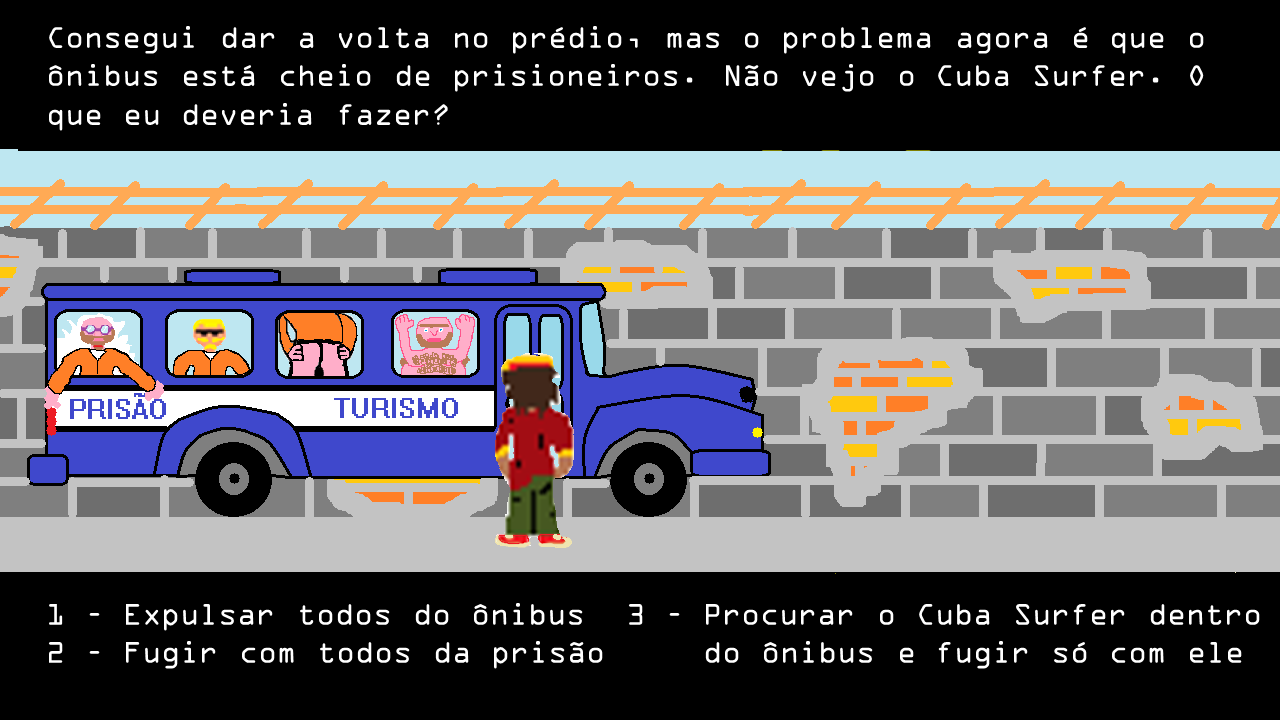 Consegui dar a volta no prédio, mas o problema agora é que o
ônibus está cheio de prisioneiros. Não vejo o Cuba Surfer. O
que eu deveria fazer?
PRISÃO TURISMO
1 - Expulsar todos do ônibus 3 - Procurar o Cuba Surfer dentro
2 - Fugir com todos da prisão do ônibus e fugir só com ele